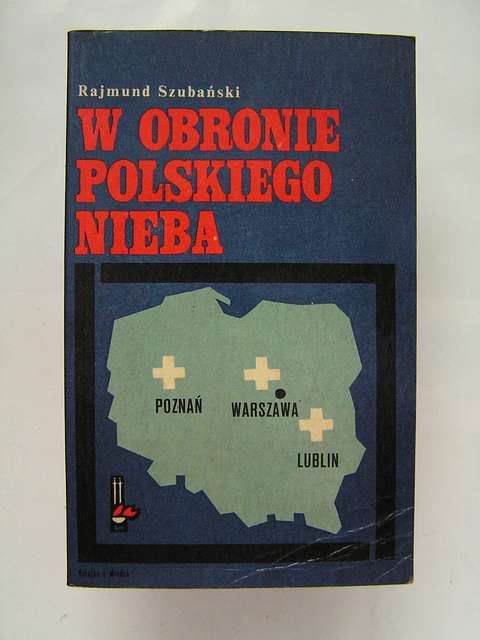 Rajmund Szubański
W OBRONIE
POLSKIEGO
NIEBA
POZNAŃ
WARSZAWA
LUBLIN